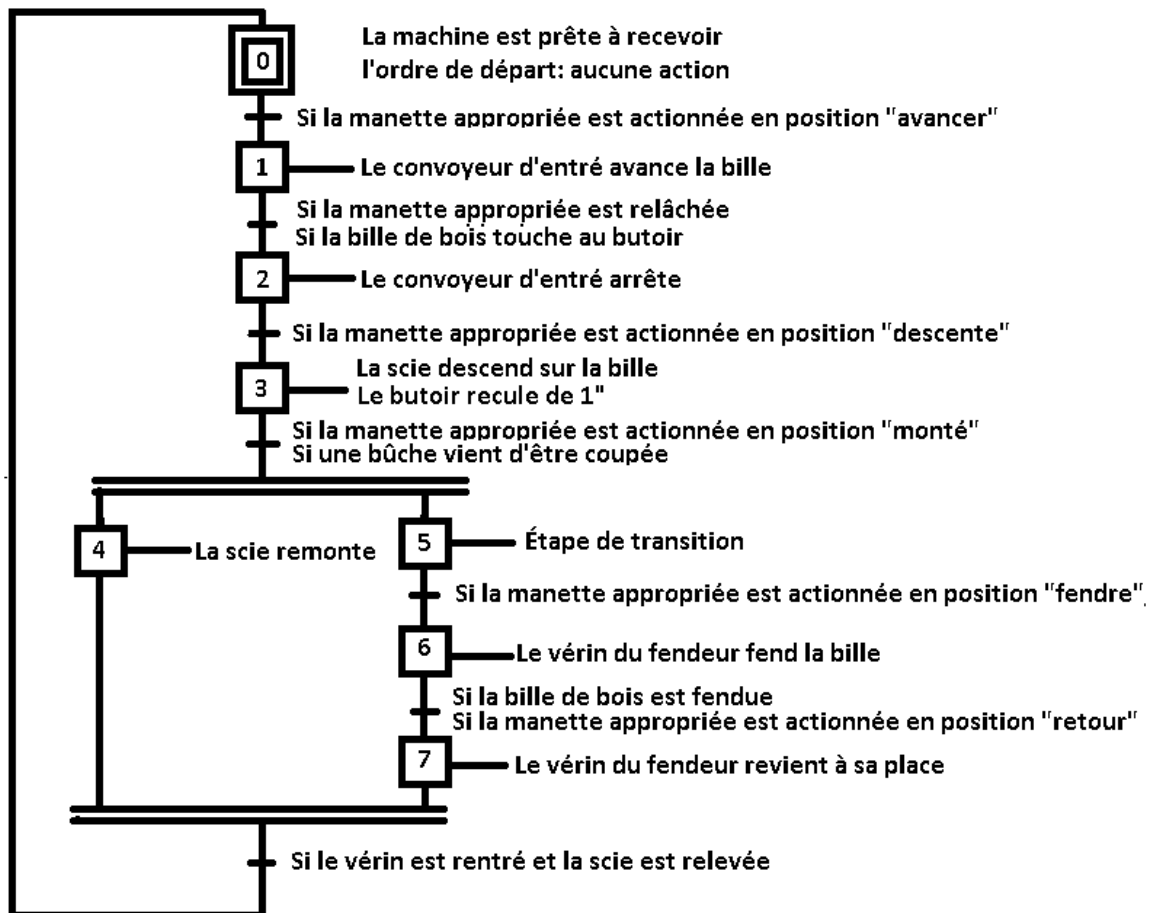 La machine est prête à recevoir
0
l'ordre de départ: aucune action
Si la manette appropriée est actionnée en position "avancer"
1
Le convoyeur d'entré avance la bille
Si la manette appropriée est relâchée
Si la bille de bois touche au butoir
2
Le convoyeur d'entré arrête
Si la manette appropriée est actionnée en position "descente"
La scie descend sur la bille
3
Le butoir recule de 1"
Si la manette appropriée est actionnée en position "monté"
Si une bûche vient d'être coupée
4
La scie remonte
5
Étape de transition
Si la manette appropriée est actionnée en position "fendre",
6
Le vérin du fendeur fend la bille
Si la bille de bois est fendue
Si la manette appropriée est actionnée en position "retour"
7
Le vérin du fendeur revient à sa place
Si le vérin est rentré et la scie est relevée